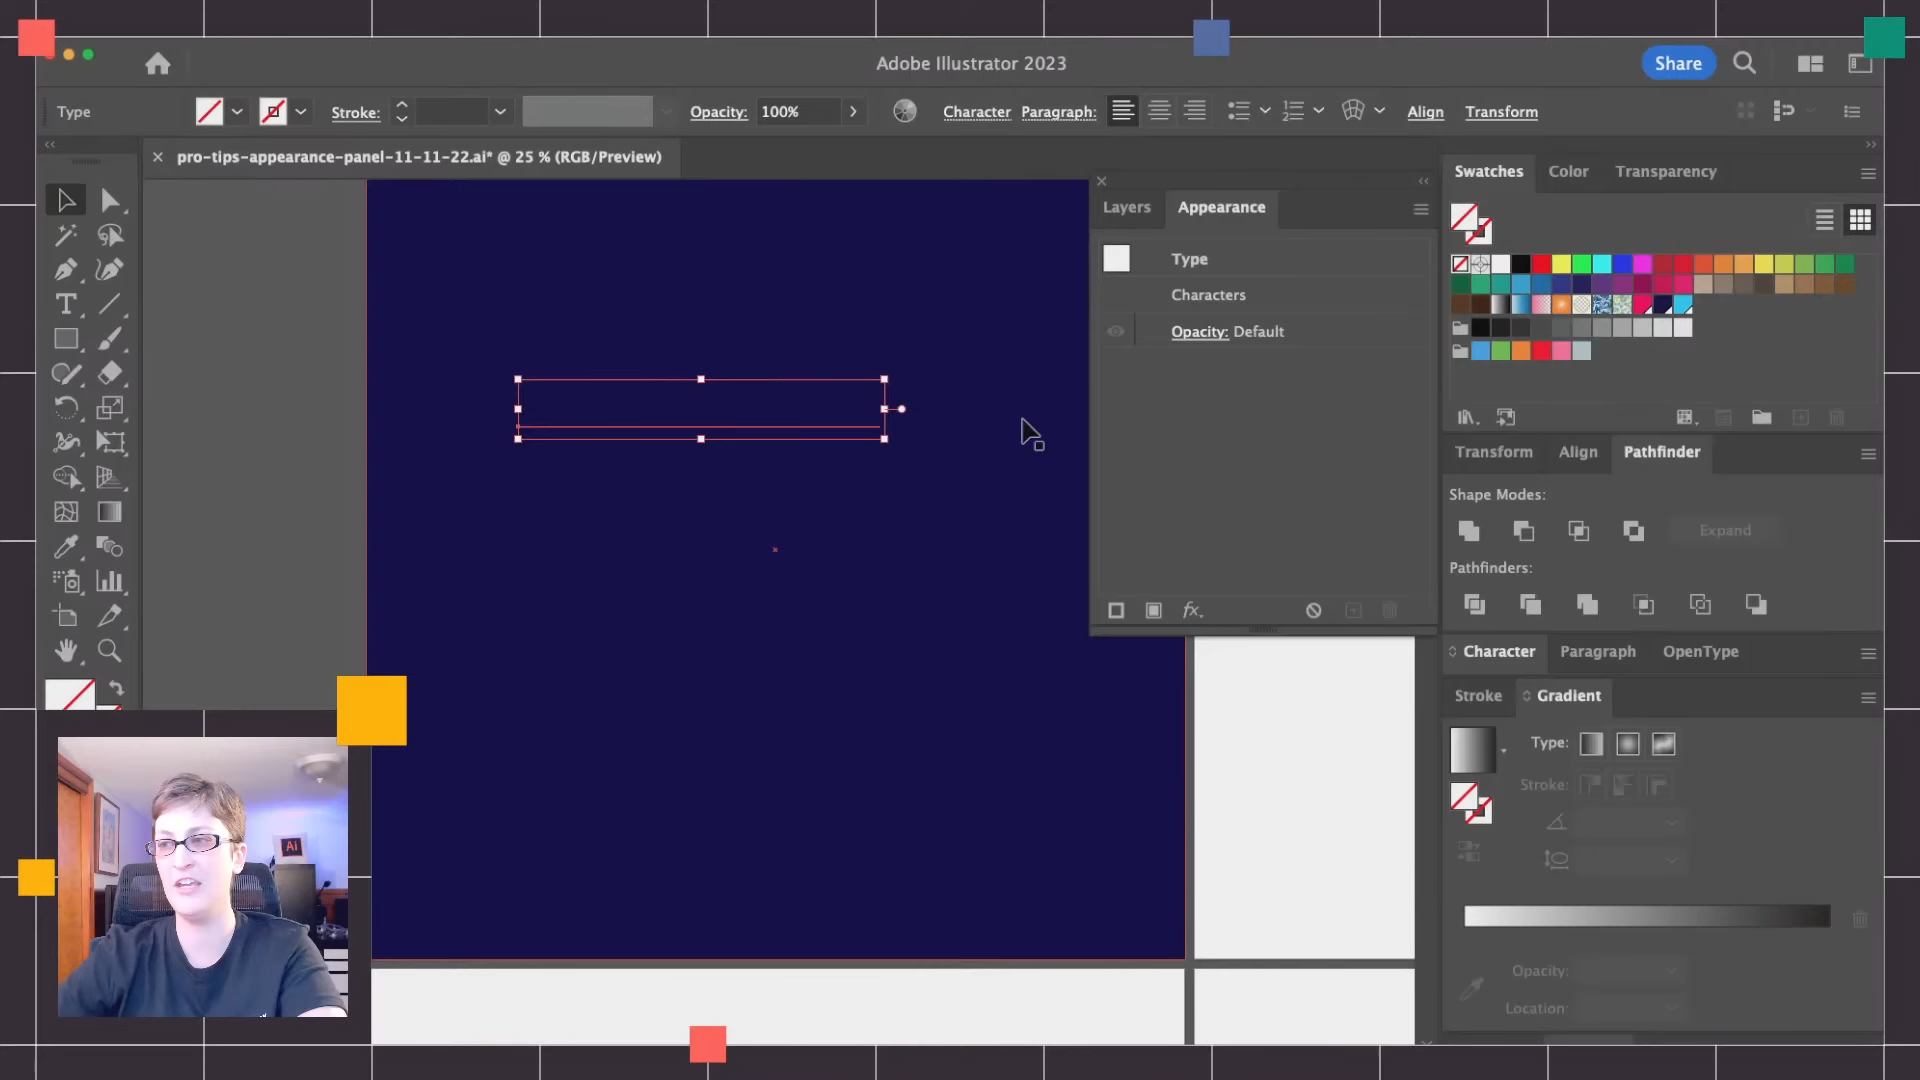 Adobe Illustrator 2023
Share
Type
Stroke:
Opacity: 100%
Character
Paragraph:
Align
Transform
pro-tips-appearance-panel-11-11-22.ai* @ 25 % (RGB/Preview)
Layers
Appearance
Type
Characters
Opacity: Default
fx.
Swatches
Color
Transparency
Transform
Align
Pathfinder
Shape Modes:
Expand
Pathfinders:
Character
Paragraph
OpenType
Stroke
Gradient
Type:
Stroke:
Opacity:
Location:
Ai